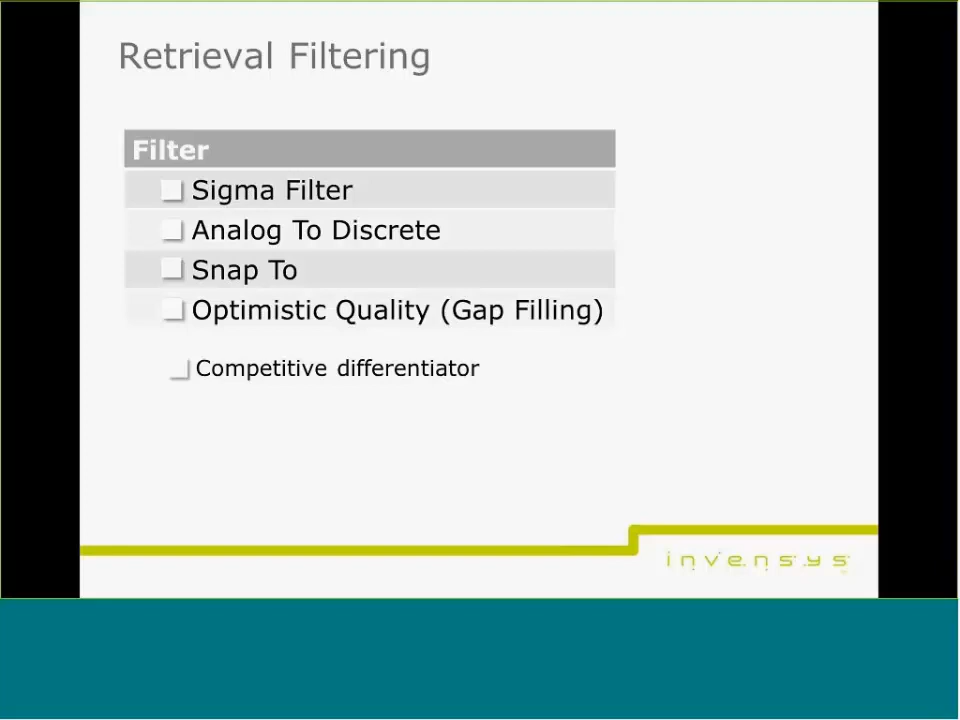 Retrieval Filtering
Filter
Sigma Filter
Analog To Discrete
Snap To
Optimistic Quality (Gap Filling)
Competitive differentiator
invensys